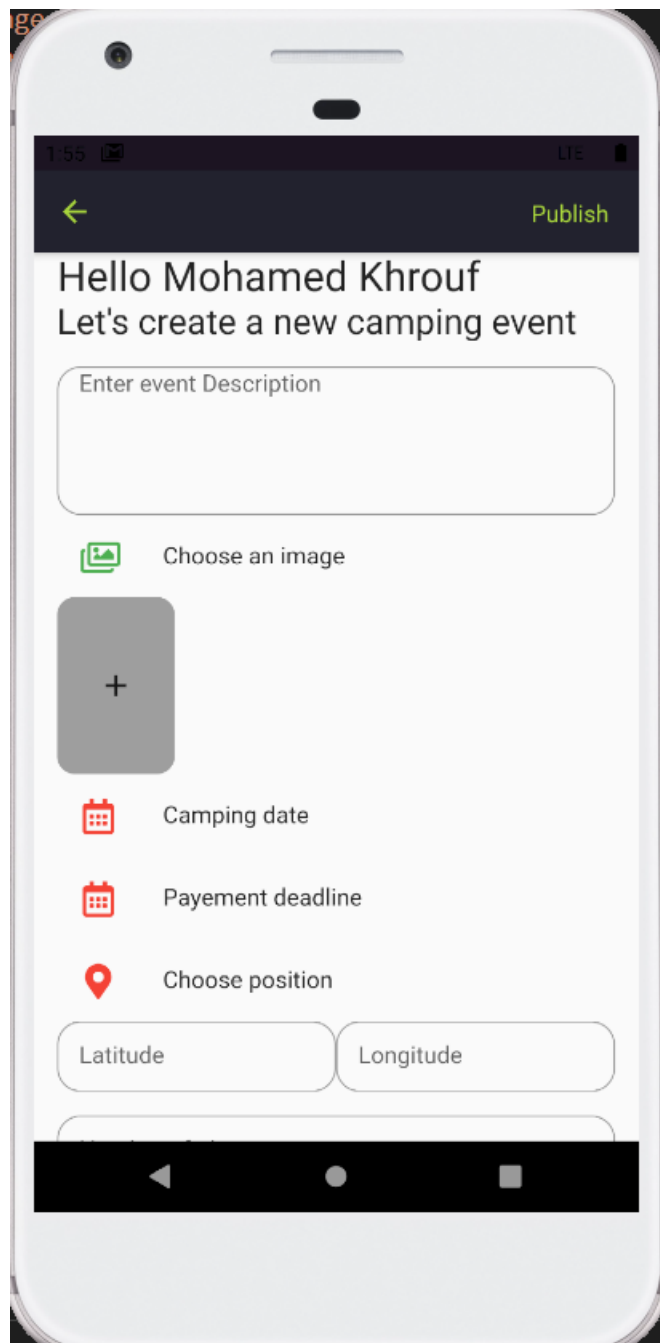 ge
1:55 LTE
Publish
Hello Mohamed Khrouf
Let's create a new camping event
Enter event Description
Choose an image
+
Camping date
Payement deadline
Choose position
Latitude Longitude